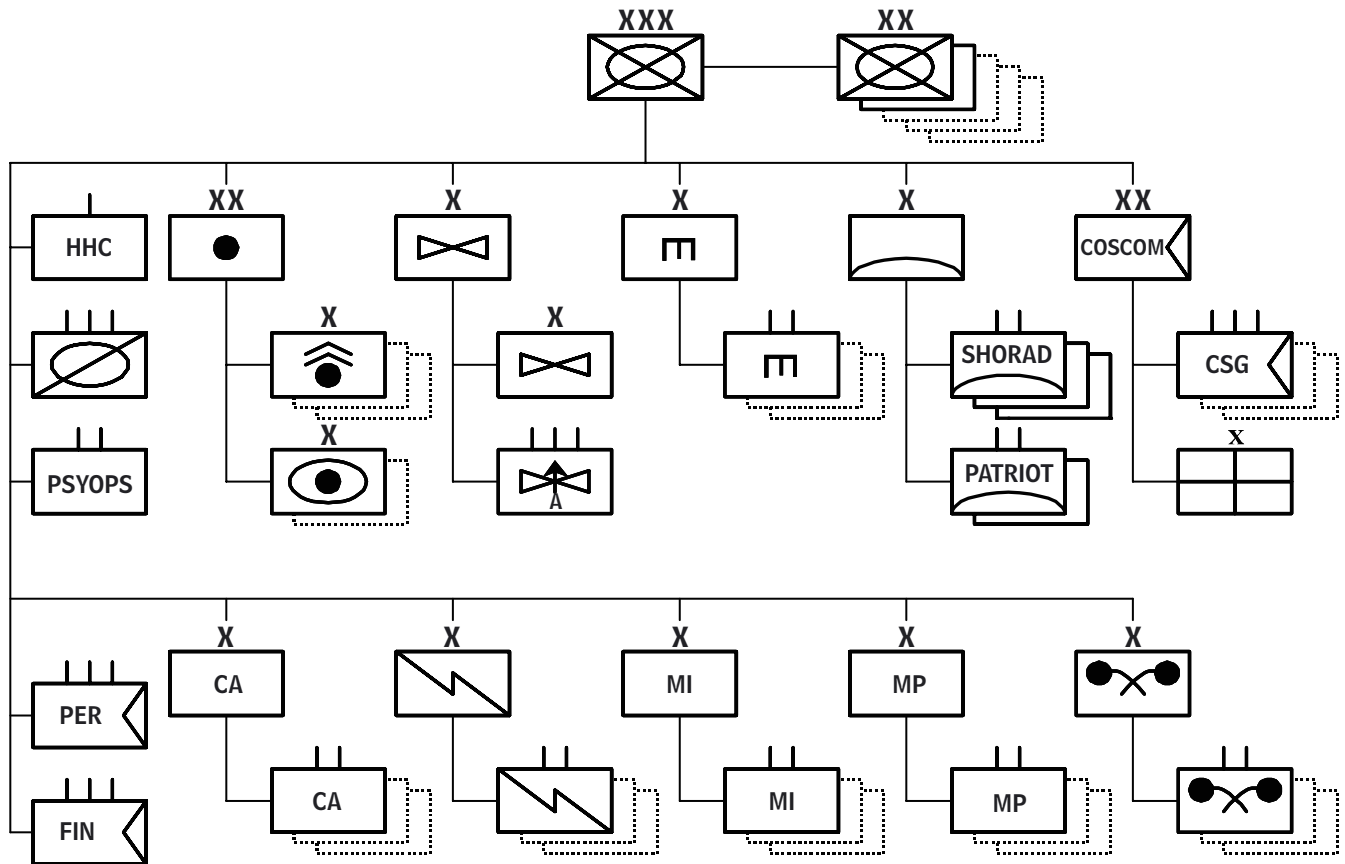 XXX XX
XX X X X XX
HHC COSCOM
X X
SHORAD CSG
X x
PSYOPS A PATRIOT
X X X X X
CA MI MP
PER
CA MI MP
FIN